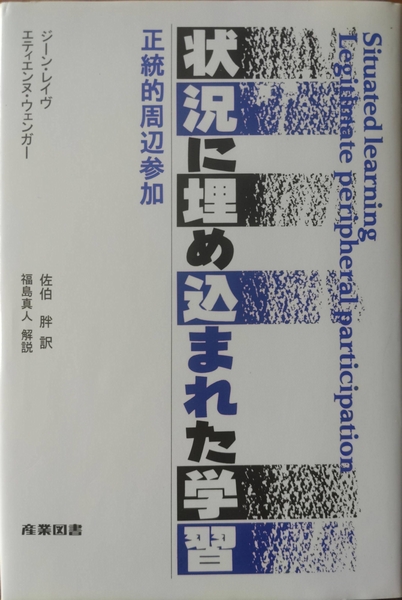 Situated learning
Legitimate peripheral participation
状況に埋め込まれた学習
正統的周辺参加
ジーン・レイヴ
エティエンヌ・ウェンガー
佐伯 胖 訳
福島真人 解説
産業図書